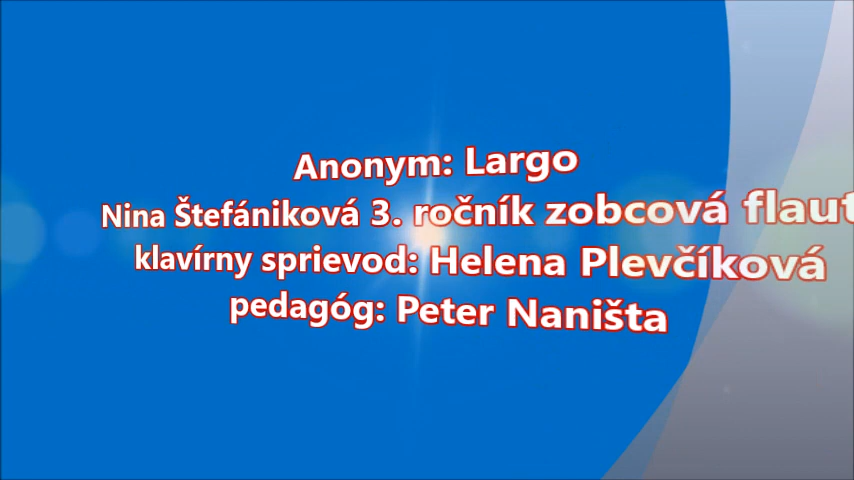 Anonym: Largo
Nina Štefániková 3. ročník zobcová flaut
klavírny sprievod: Helena Plevčíková
pedagóg: Peter Naništa